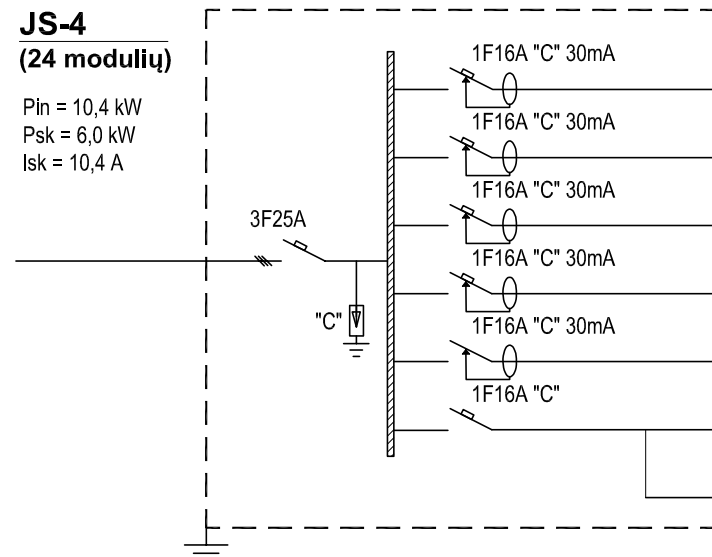 JS-4
(24 modulių)
Pin = 10,4 kW
Psk = 6,0 kW
Isk = 10,4 A
3F25A
"C"
1F16A "C" 30mA
1F16A "C" 30mA
1F16A "C" 30mA
1F16A "C" 30mA
1F16A "C" 30mA
1F16A "C"